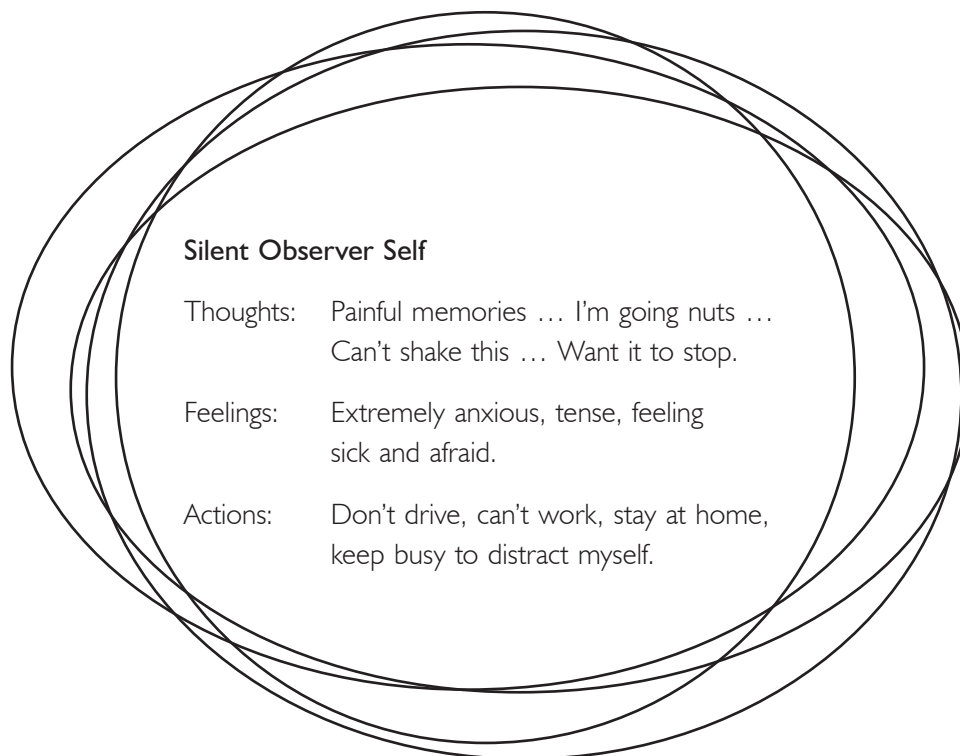 Silent Observer Self
Thoughts: Painful memories … I'm going nuts …
Can't shake this … Want it to stop.
Feelings: Extremely anxious, tense, feeling
sick and afraid.
Actions: Don't drive, can't work, stay at home,
keep busy to distract myself.